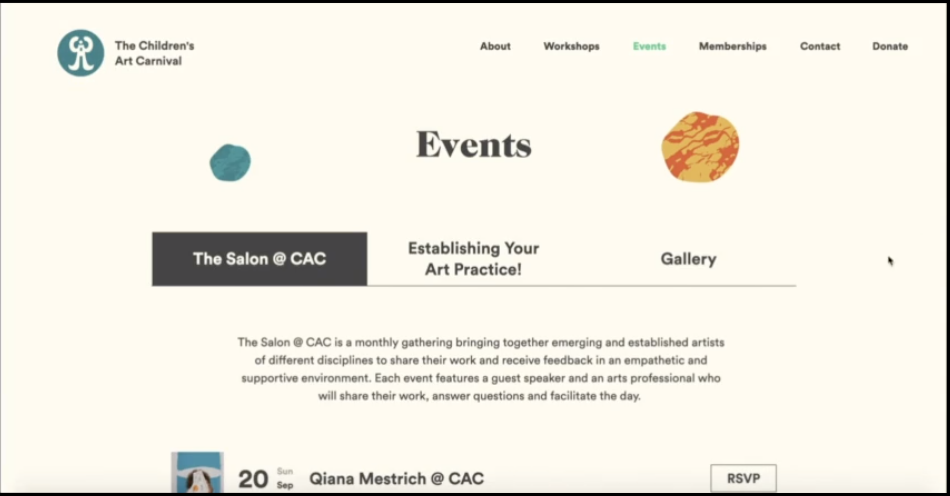 The Children's
Art Carnival
About Workshops Events Memberships Contact Donate
Events
The Salon @ CAC
Establishing Your
Art Practice!
Gallery
The Salon @ CAC is a monthly gathering bringing together emerging and established artists
of different disciplines to share their work and receive feedback in an empathetic and
supportive environment. Each event features a guest speaker and an arts professional who
will share their work, answer questions and facilitate the day.
20 Sun
Sep
Qiana Mestrich @ CAC
RSVP